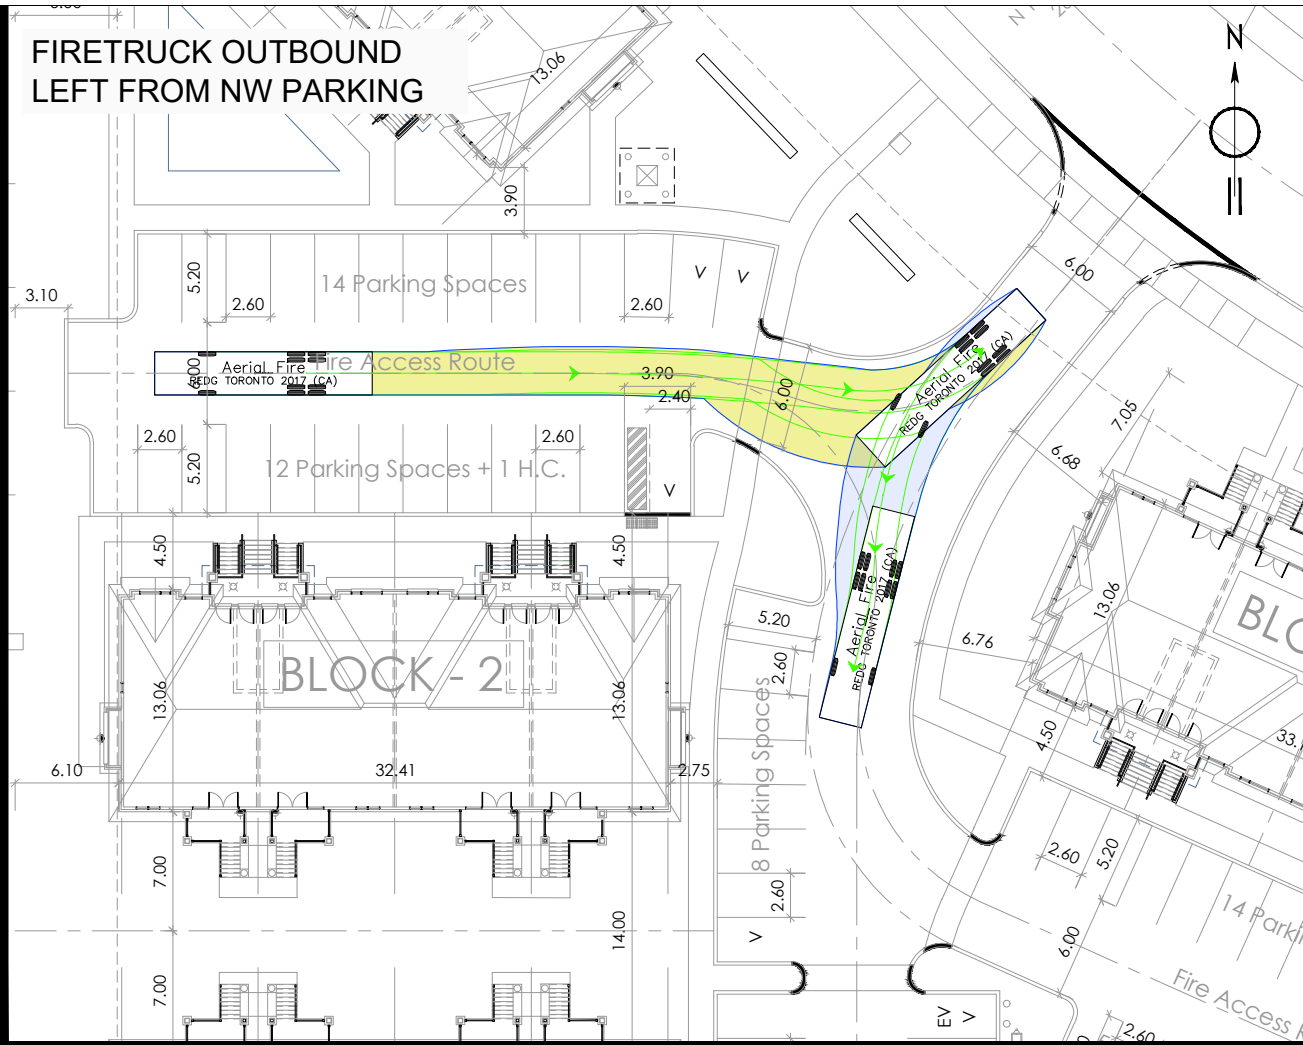 FIRETRUCK OUTBOUND
LEFT FROM NW PARKING
N
13.06
3.90
5.20
14 Parking Spaces
2.60
2.60
V V
6.00
3.10
Fire Access Route
Aerial Fire
REDG TORONTO 2017 (CA)
6.00
3.90
2.40
6.00
Aerial Fire
REDG TORONTO 2017 (CA)
7.05
2.60
2.60
5.20
12 Parking Spaces + 1 H.C.
V
6.68
4.50
4.50
Aerial Fire
REDG TORONTO 2017 (CA)
13.06
5.20
6.76
2.60
BLOCK - 2
13.06
13.06
4.50
6.10
32.41
2.75
8 Parking Spaces
7.00
2.60
5.20
2.60
14.00
V
6.00
7.00
Fire Access
EV V
2.60